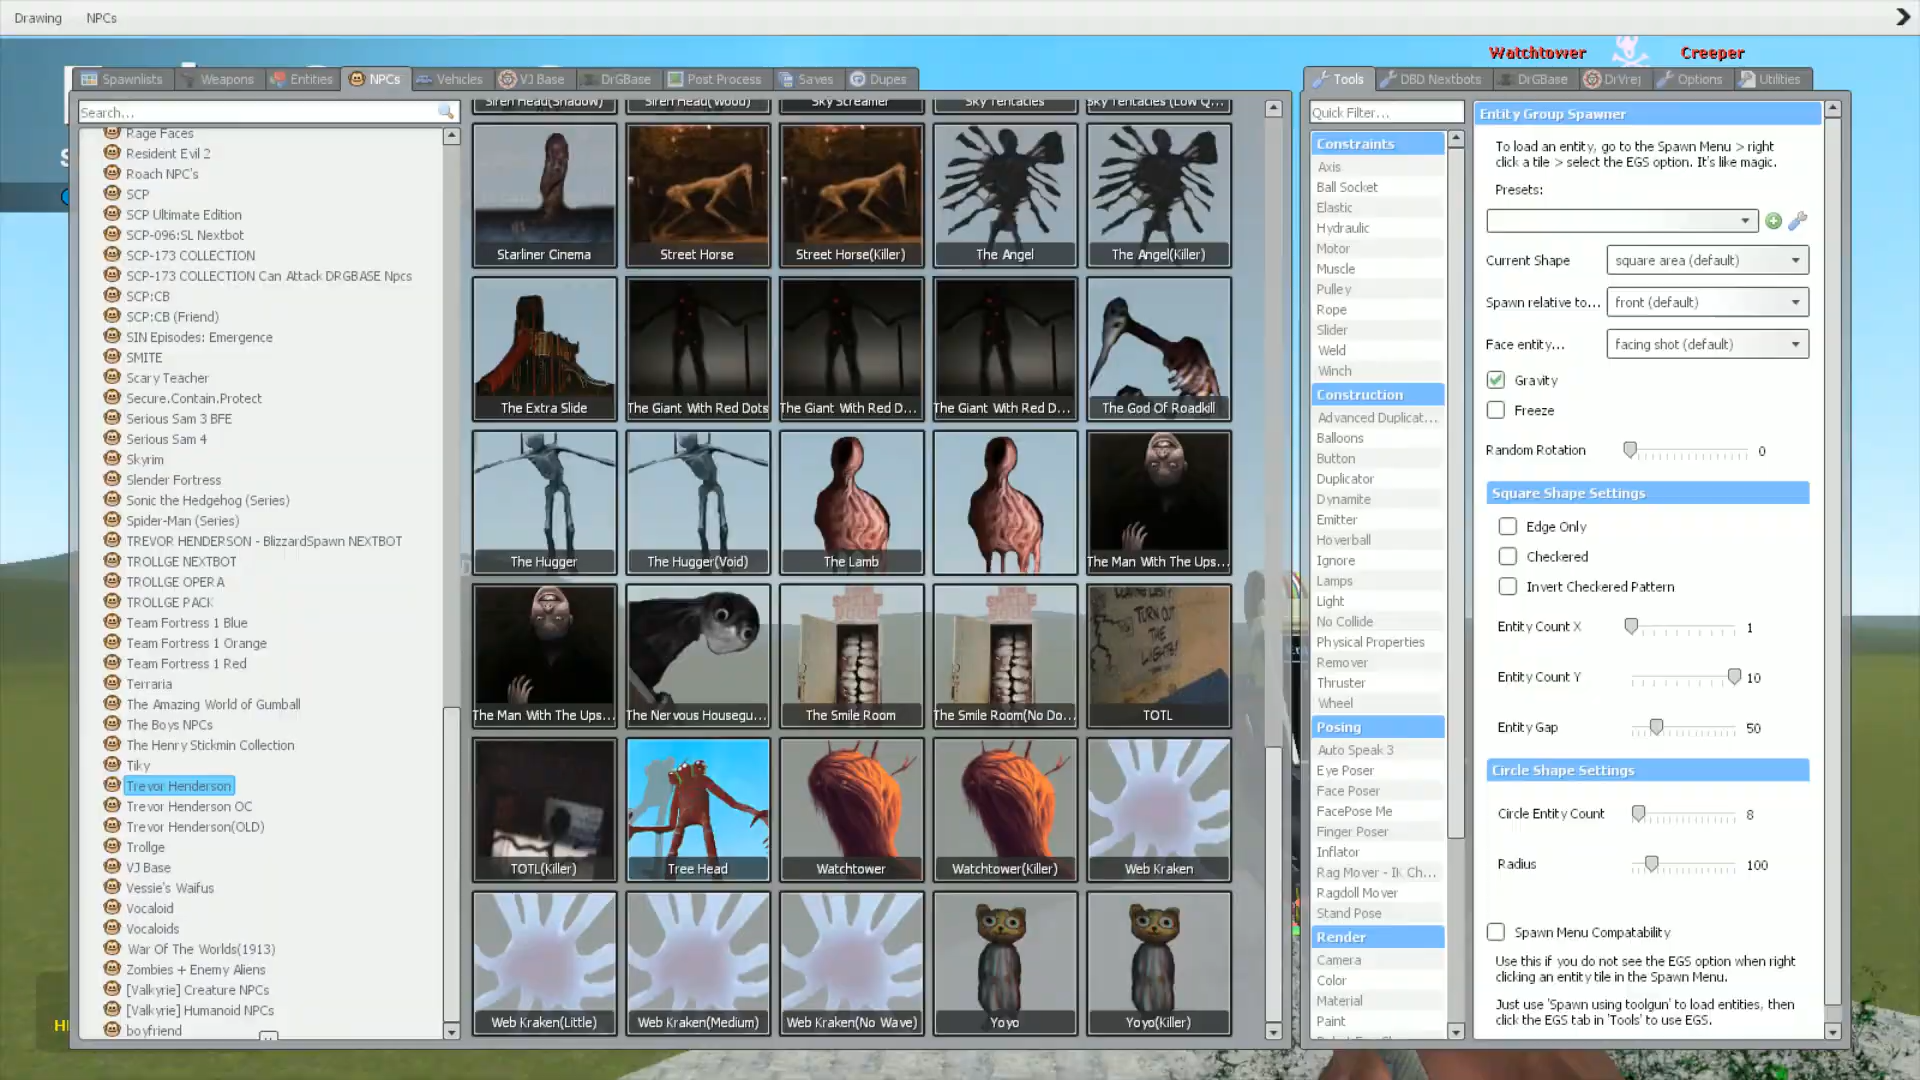 Drawing NPCs
Watchtower Creeper
Spawnlists Weapons Entities NPCs Vehicles VJ Base DrGBase Post Process Saves Dupes
Tools DBD Nextbots DrGBase DrVrej Options Utilities
Search...
Rage Faces
Resident Evil 2
Roach NPC's
SCP
SCP Ultimate Edition
SCP-096:SL Nextbot
SCP-173 COLLECTION
SCP-173 COLLECTION Can Attack DRGBASE Npcs
SCP:CB
SCP:CB (Friend)
SIN Episodes: Emergence
SMITE
Scary Teacher
Secure.Contain.Protect
Serious Sam 3 BFE
Serious Sam 4
Skyrim
Slender Fortress
Sonic the Hedgehog (Series)
Spider-Man (Series)
TREVOR HENDERSON - BlizzardSpawn NEXTBOT
TROLLGE NEXTBOT
TROLLGE OPERA
TROLLGE PACK
Team Fortress 1 Blue
Team Fortress 1 Orange
Team Fortress 1 Red
Terraria
The Amazing World of Gumball
The Boys NPCs
The Henry Stickmin Collection
Tiky
Trevor Henderson
Trevor Henderson OC
Trevor Henderson(OLD)
Trollge
VJ Base
Vessie's Waifus
Vocaloid
Vocaloids
War Of The Worlds(1913)
Zombies + Enemy Aliens
[Valkyrie] Creature NPCs
[Valkyrie] Humanoid NPCs
boyfriend
Siren Head(Shadow) Siren Head(Wood) Sky Screamer Sky Tentacles Sky Tentacles (Low Q...
Starliner Cinema Street Horse Street Horse(Killer) The Angel The Angel(Killer)
The Extra Slide The Giant With Red Dots The Giant With Red D... The Giant With Red D... The God Of Roadkill
The Hugger The Hugger(Void) The Lamb The Man With The Ups...
TURN OUT
THE
LIGHTS!
The Man With The Ups... The Nervous Housegu... The Smile Room The Smile Room(No Do... TOTL
TOTL(Killer) Tree Head Watchtower Watchtower(Killer) Web Kraken
Web Kraken(Little) Web Kraken(Medium) Web Kraken(No Wave) Yoyo Yoyo(Killer)
Quick Filter...
Constraints
Axis
Ball Socket
Elastic
Hydraulic
Motor
Muscle
Pulley
Rope
Slider
Weld
Winch
Construction
Advanced Duplicat...
Balloons
Button
Duplicator
Dynamite
Emitter
Hoverball
Ignore
Lamps
Light
No Collide
Physical Properties
Remover
Thruster
Wheel
Posing
Auto Speak 3
Eye Poser
Face Poser
FacePose Me
Finger Poser
Inflator
Rag Mover - IK Ch...
Ragdoll Mover
Stand Pose
Render
Camera
Color
Material
Paint
Entity Group Spawner
To load an entity, go to the Spawn Menu > right
click a tile > select the EGS option. It's like magic.
Presets:
Current Shape square area (default)
Spawn relative to... front (default)
Face entity... facing shot (default)
Gravity
Freeze
Random Rotation 0
Square Shape Settings
Edge Only
Checkered
Invert Checkered Pattern
Entity Count X 1
Entity Count Y 10
Entity Gap 50
Circle Shape Settings
Circle Entity Count 8
Radius 100
Spawn Menu Compatability
Use this if you do not see the EGS option when right
clicking an entity tile in the Spawn Menu.
Just use 'Spawn using toolgun' to load entities, then
click the EGS tab in 'Tools' to use EGS.